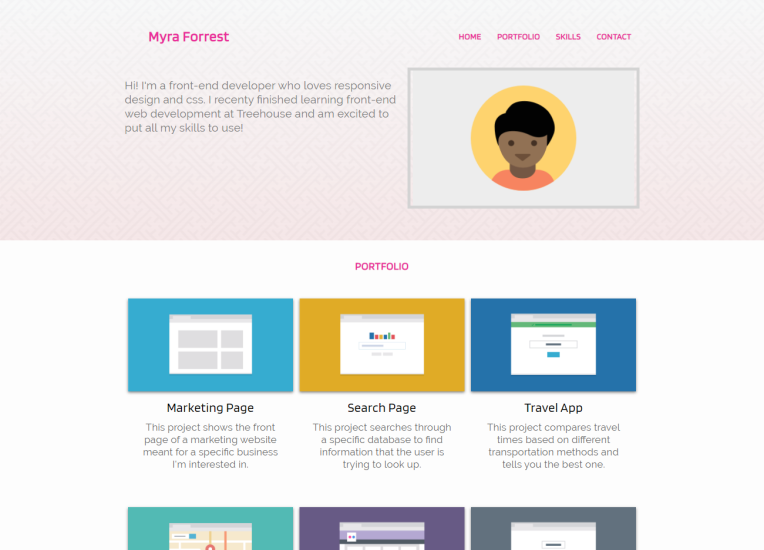 Myra Forrest
HOME PORTFOLIO SKILLS CONTACT
Hi! I'm a front-end developer who loves responsive
design and css. I recenty finished learning front-end
web development at Treehouse and am excited to
put all my skills to use!
PORTFOLIO
Marketing Page
This project shows the front
page of a marketing website
meant for a specific business
I'm interested in.
Search Page
This project searches through
a specific database to find
information that the user is
trying to look up.
Travel App
This project compares travel
times based on different
transportation methods and
tells you the best one.